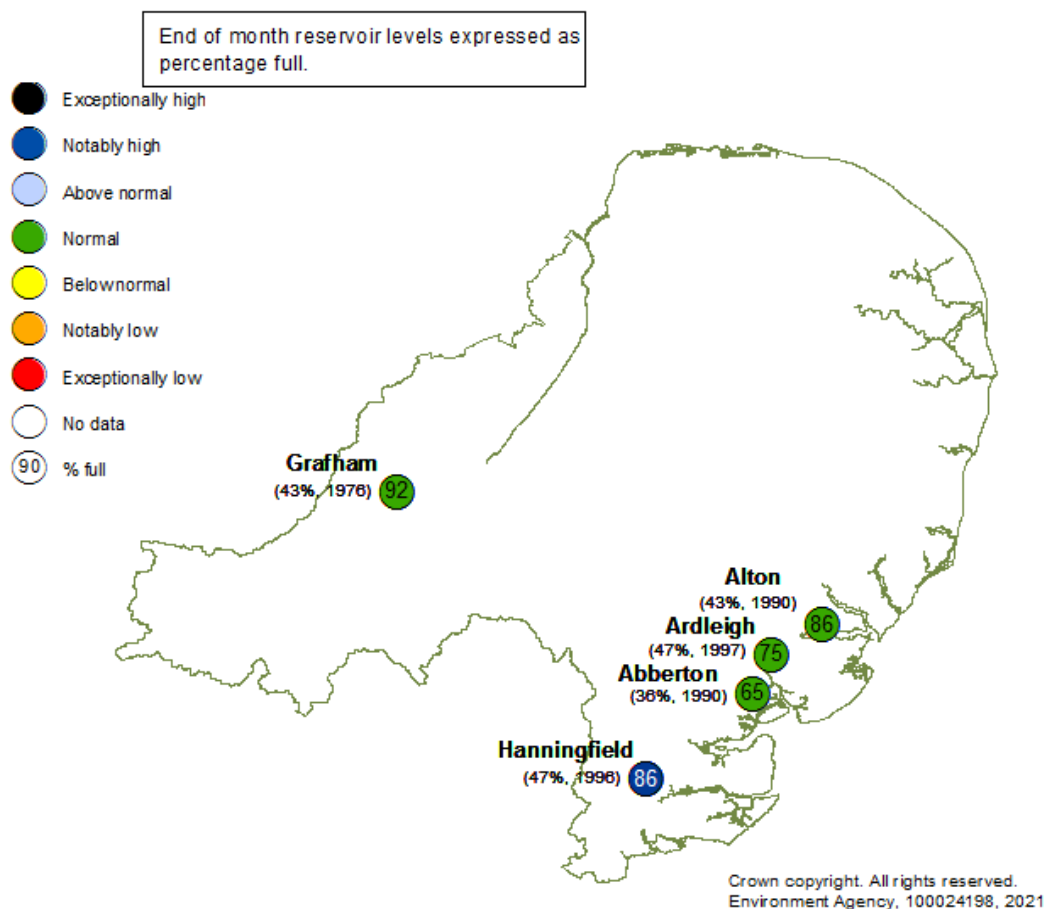 End of month reservoir levels expressed as
percentage full.
Exceptionally high
Notably high
Above normal
Normal
Below normal
Notably low
Exceptionally low
No data
90 % full
Grafham
(43%, 1976) 92
Alton
(43%, 1990) 86
Ardleigh
(47%, 1997) 75
Abberton
(36%, 1990) 65
Hanningfield
(47%, 1996) 86
Crown copyright. All rights reserved.
Environment Agency, 100024198, 2021